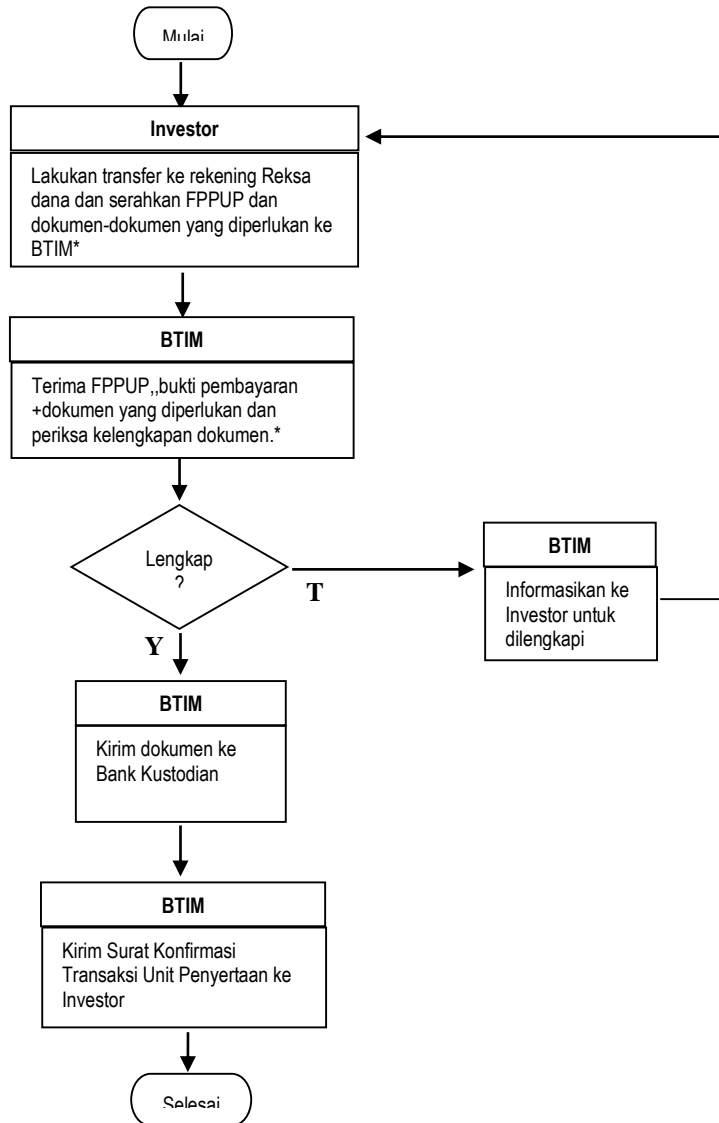 Mulai
Investor
Lakukan transfer ke rekening Reksa
dana dan serahkan FPPUP dan
dokumen-dokumen yang diperlukan ke
BTIM*
BTIM
Terima FPPUP,,bukti pembayaran
+dokumen yang diperlukan dan
periksa kelengkapan dokumen.*
Lengkap
?
T
BTIM
Informasikan ke
Investor untuk
dilengkapi
Y
BTIM
Kirim dokumen ke
Bank Kustodian
BTIM
Kirim Surat Konfirmasi
Transaksi Unit Penyertaan ke
Investor
Selesai